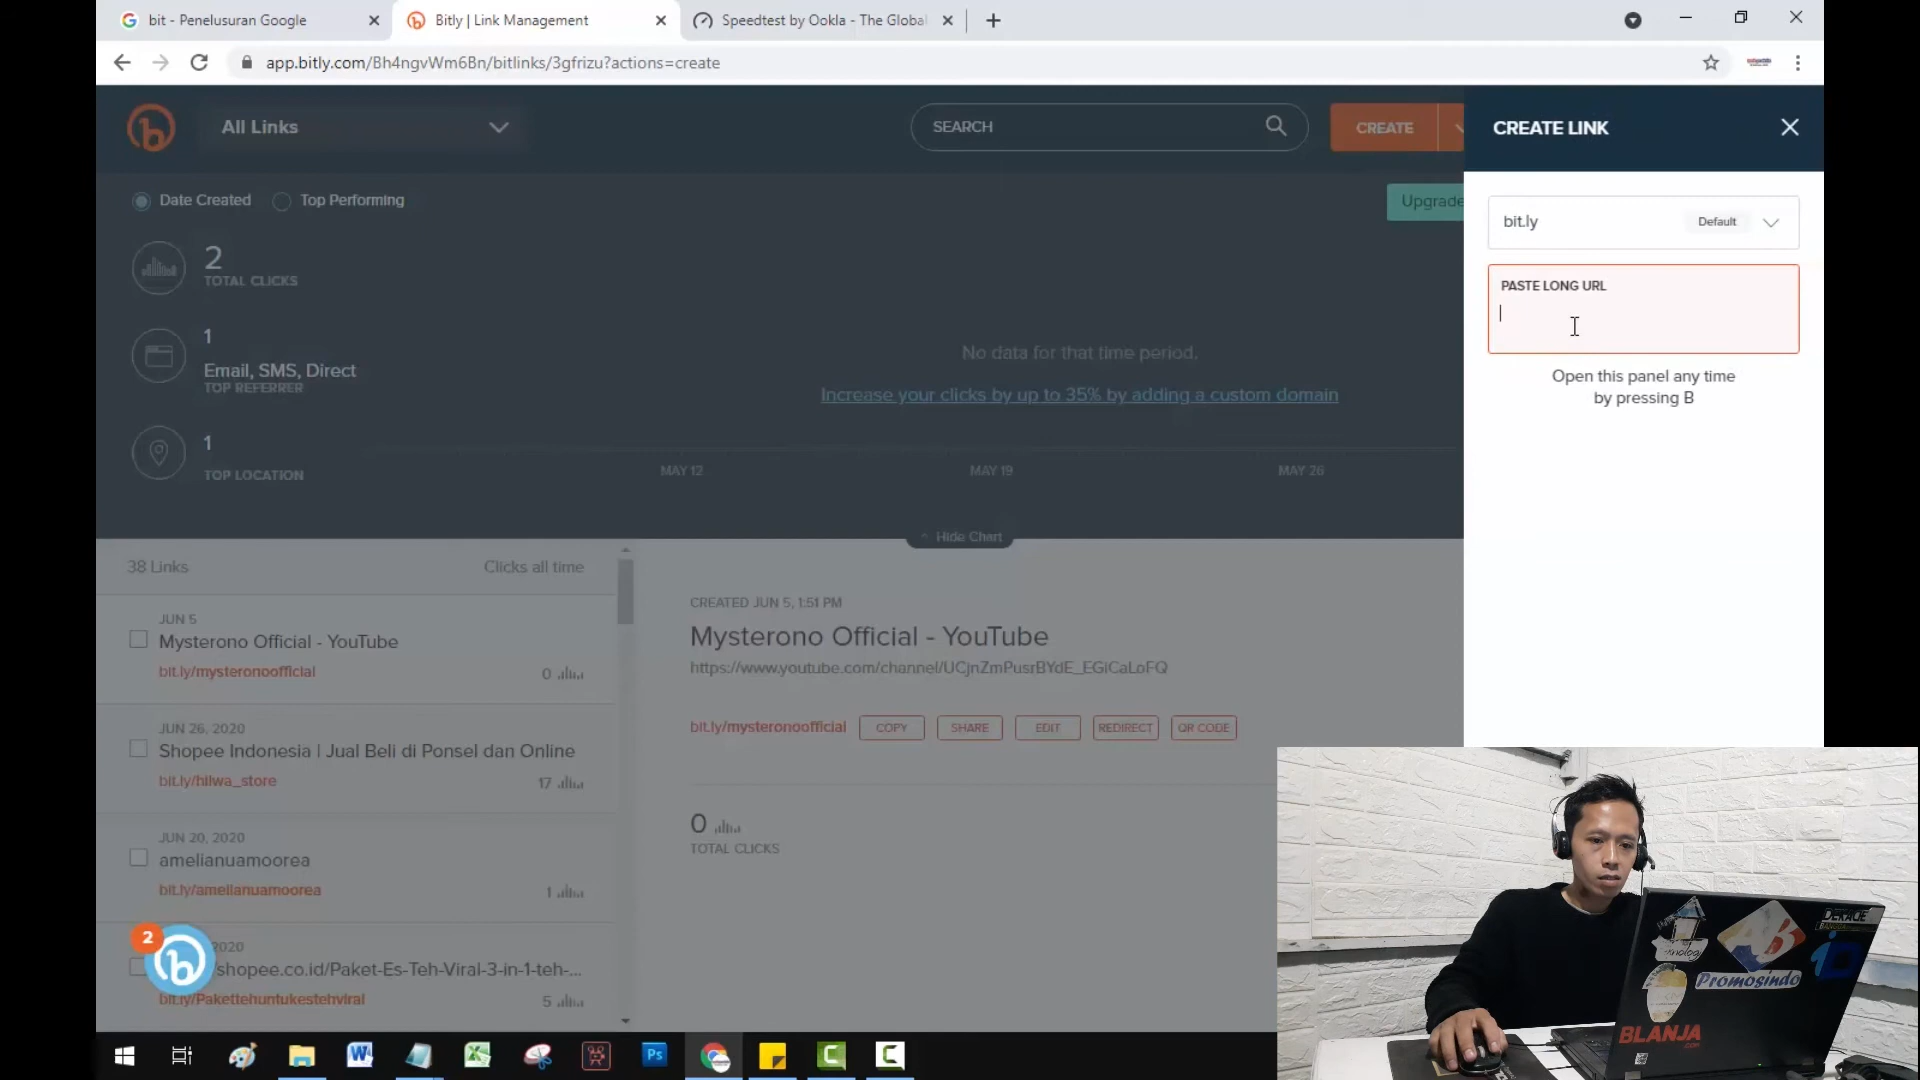 bit - Penelusuran Google
Bitly | Link Management
Speedtest by Ookla - The Global
app.bitly.com/Bh4ngvWm6Bn/bitlinks/3gfrizu?actions=create
All Links
SEARCH
CREATE
CREATE LINK
Date Created
Top Performing
Upgrade
bit.ly
Default
2
TOTAL CLICKS
PASTE LONG URL
1
Email, SMS, Direct
TOP REFERRER
No data for that time period.
Increase your clicks by up to 35% by adding a custom domain
Open this panel any time
by pressing B
1
TOP LOCATION
MAY 12
MAY 19
MAY 26
Hide Chart
38 Links
Clicks all time
JUN 5
Mysterono Official - YouTube
bit.ly/mysteronoofficial
0
CREATED JUN 5, 1:51 PM
Mysterono Official - YouTube
https://www.youtube.com/channel/UCjnZmPusrBYdE_EGiCaLoFQ
bit.ly/mysteronoofficial
COPY
SHARE
EDIT
REDIRECT
QR CODE
0
TOTAL CLICKS
JUN 26, 2020
Shopee Indonesia | Jual Beli di Ponsel dan Online
bit.ly/hilwa_store
17
JUN 20, 2020
amelianuamoorea
bit.ly/amelianuamoorea
1
2020
shopee.co.id/Paket-Es-Teh-Viral-3-in-1-teh-...
bit.ly/Pakettehuntukestehviral
5
2
Ps
Promosindo
BLANJA
.com